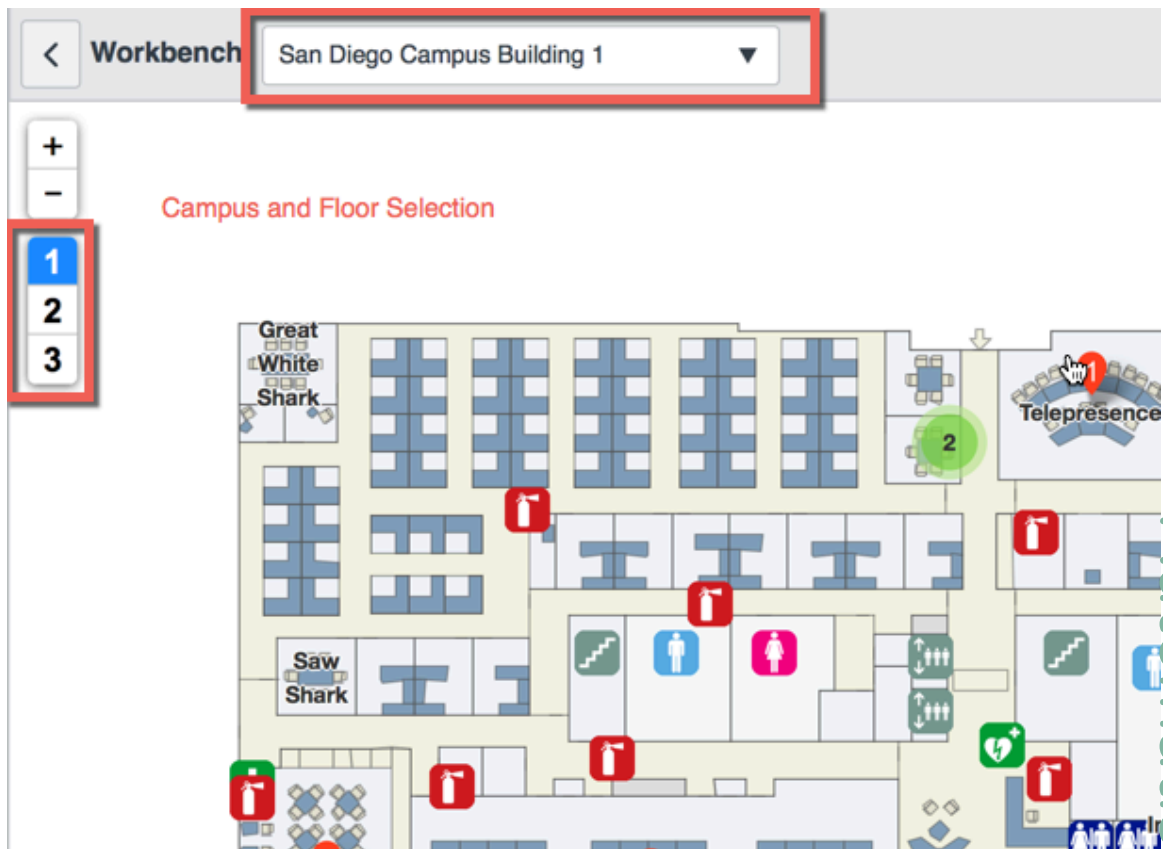 Workbench
San Diego Campus Building 1
+
−
Campus and Floor Selection
1
2
3
Great
White
Shark
1
Telepresence
2
Saw
Shark